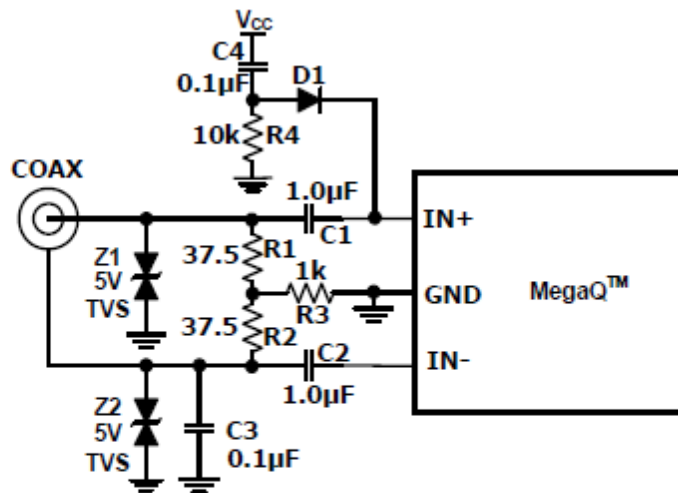 VCC
C4
0.1µF
D1
10k
R4
COAX
1.0µF
C1
IN+
Z1
5V
TVS
37.5
R1
1k
R3
GND
MegaQ™
37.5
R2
C2
IN-
1.0µF
Z2
5V
TVS
C3
0.1µF